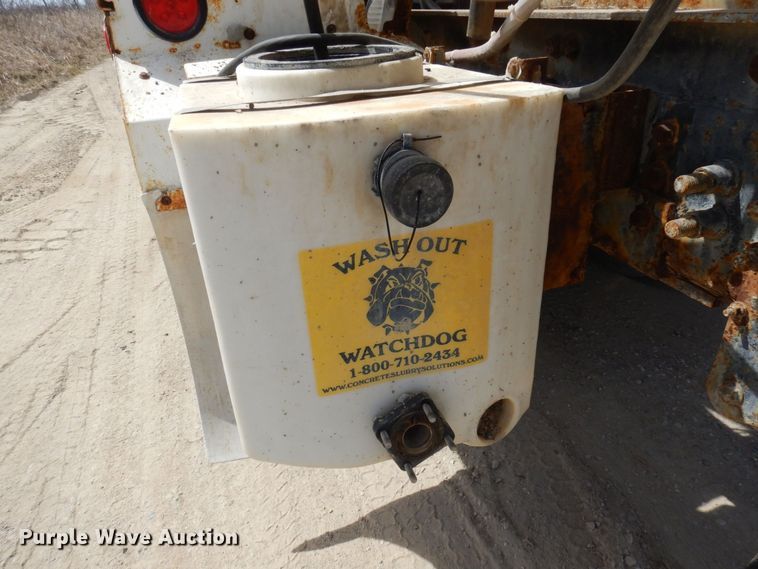 WASH OUT
WATCHDOG
1-800-710-2434
WWW.CONCRETESLURRYSOLUTIONS.COM
Purple Wave Auction